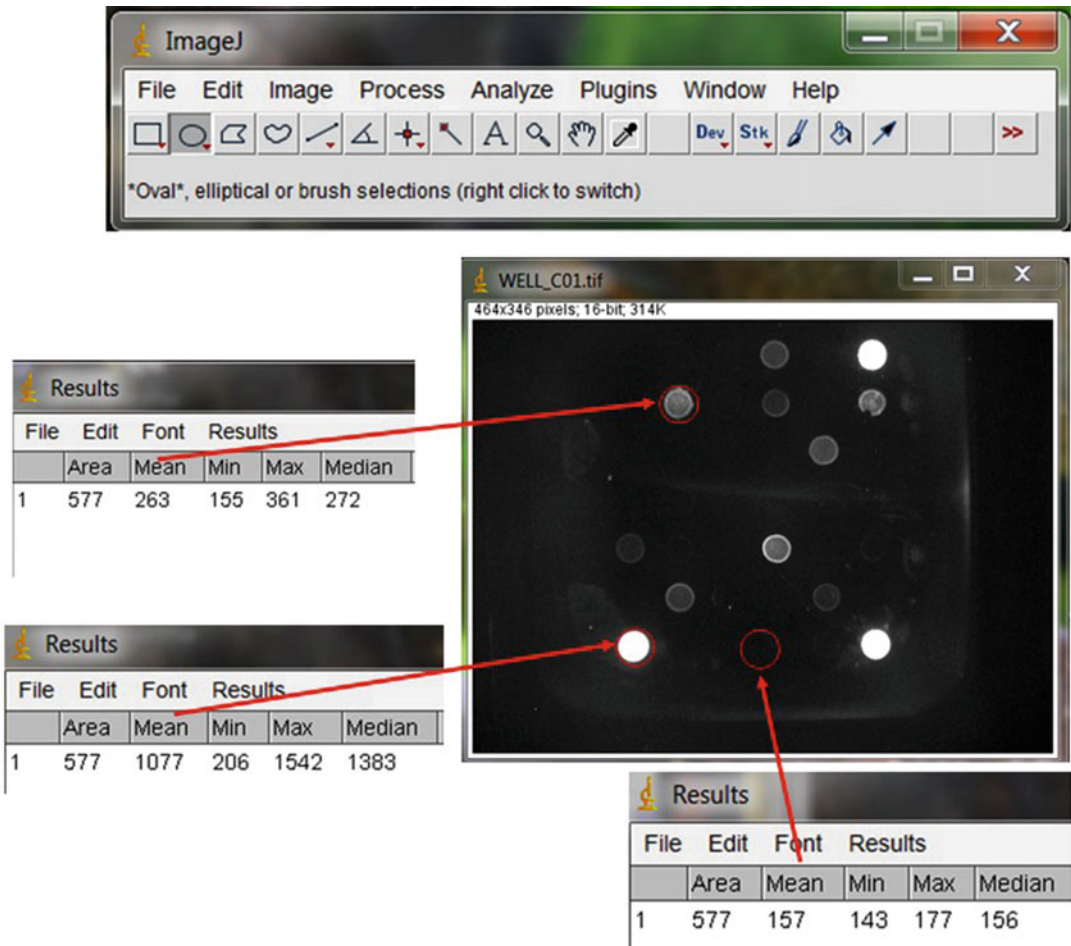 ImageJ
File Edit Image Process Analyze Plugins Window Help
Dev Stk >>
*Oval*, elliptical or brush selections (right click to switch)
WELL_C01.tif
464x346 pixels; 16-bit; 314K
Results
File Edit Font Results
Area Mean Min Max Median
1 577 263 155 361 272
Results
File Edit Font Results
Area Mean Min Max Median
1 577 1077 206 1542 1383
Results
File Edit Font Results
Area Mean Min Max Median
1 577 157 143 177 156